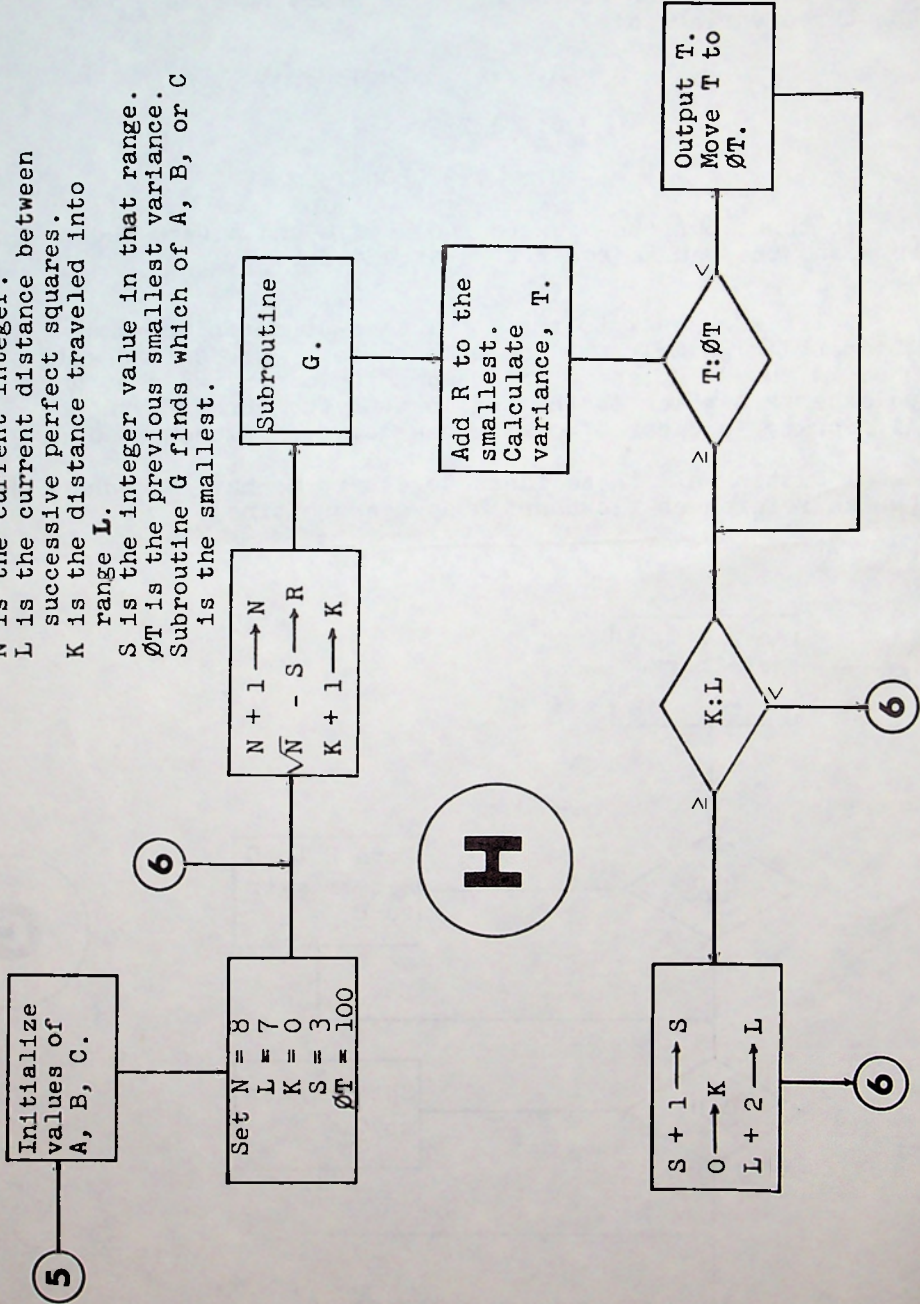 N is the current integer.
L is the current distance between
successive perfect squares.
K is the distance traveled into
range L.
S is the integer value in that range.
ØT is the previous smallest variance.
Subroutine G finds which of A, B, or C
is the smallest.
5
Initialize
values of
A, B, C.
Set N = 8
L = 7
K = 0
S = 3
ØT = 100
6
N + 1 → N
√N - S → R
K + 1 → K
Subroutine
G.
Add R to the
smallest.
Calculate
variance, T.
T:ØT
<
≥
Output T.
Move T to
ØT.
K:L
<
≥
6
S + 1 → S
O → K
L + 2 → L
6
H